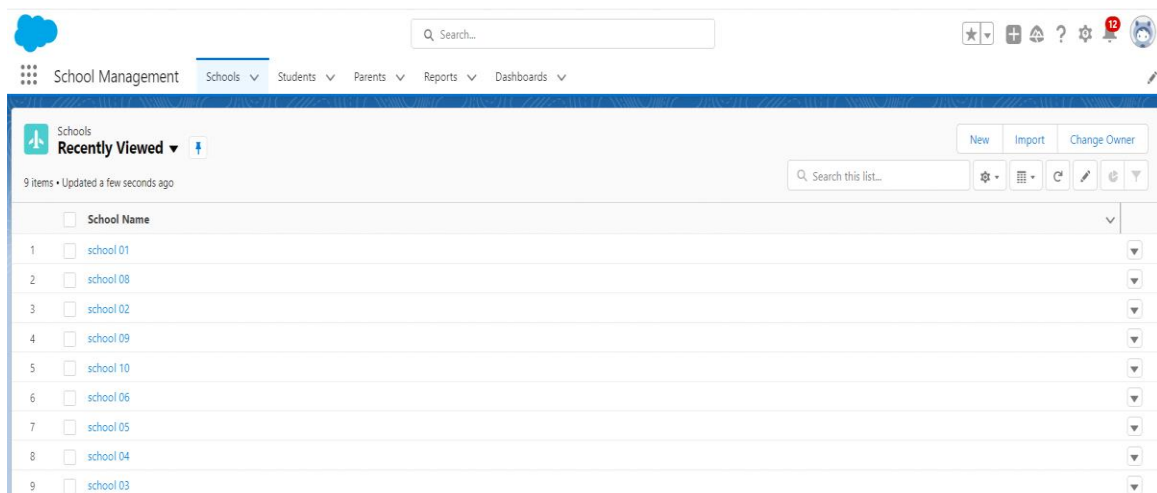 Search...
12
School Management Schools Students Parents Reports Dashboards
Schools
Recently Viewed
New Import Change Owner
9 items • Updated a few seconds ago
Search this list...
School Name
1 school 01
2 school 08
3 school 02
4 school 09
5 school 10
6 school 06
7 school 05
8 school 04
9 school 03